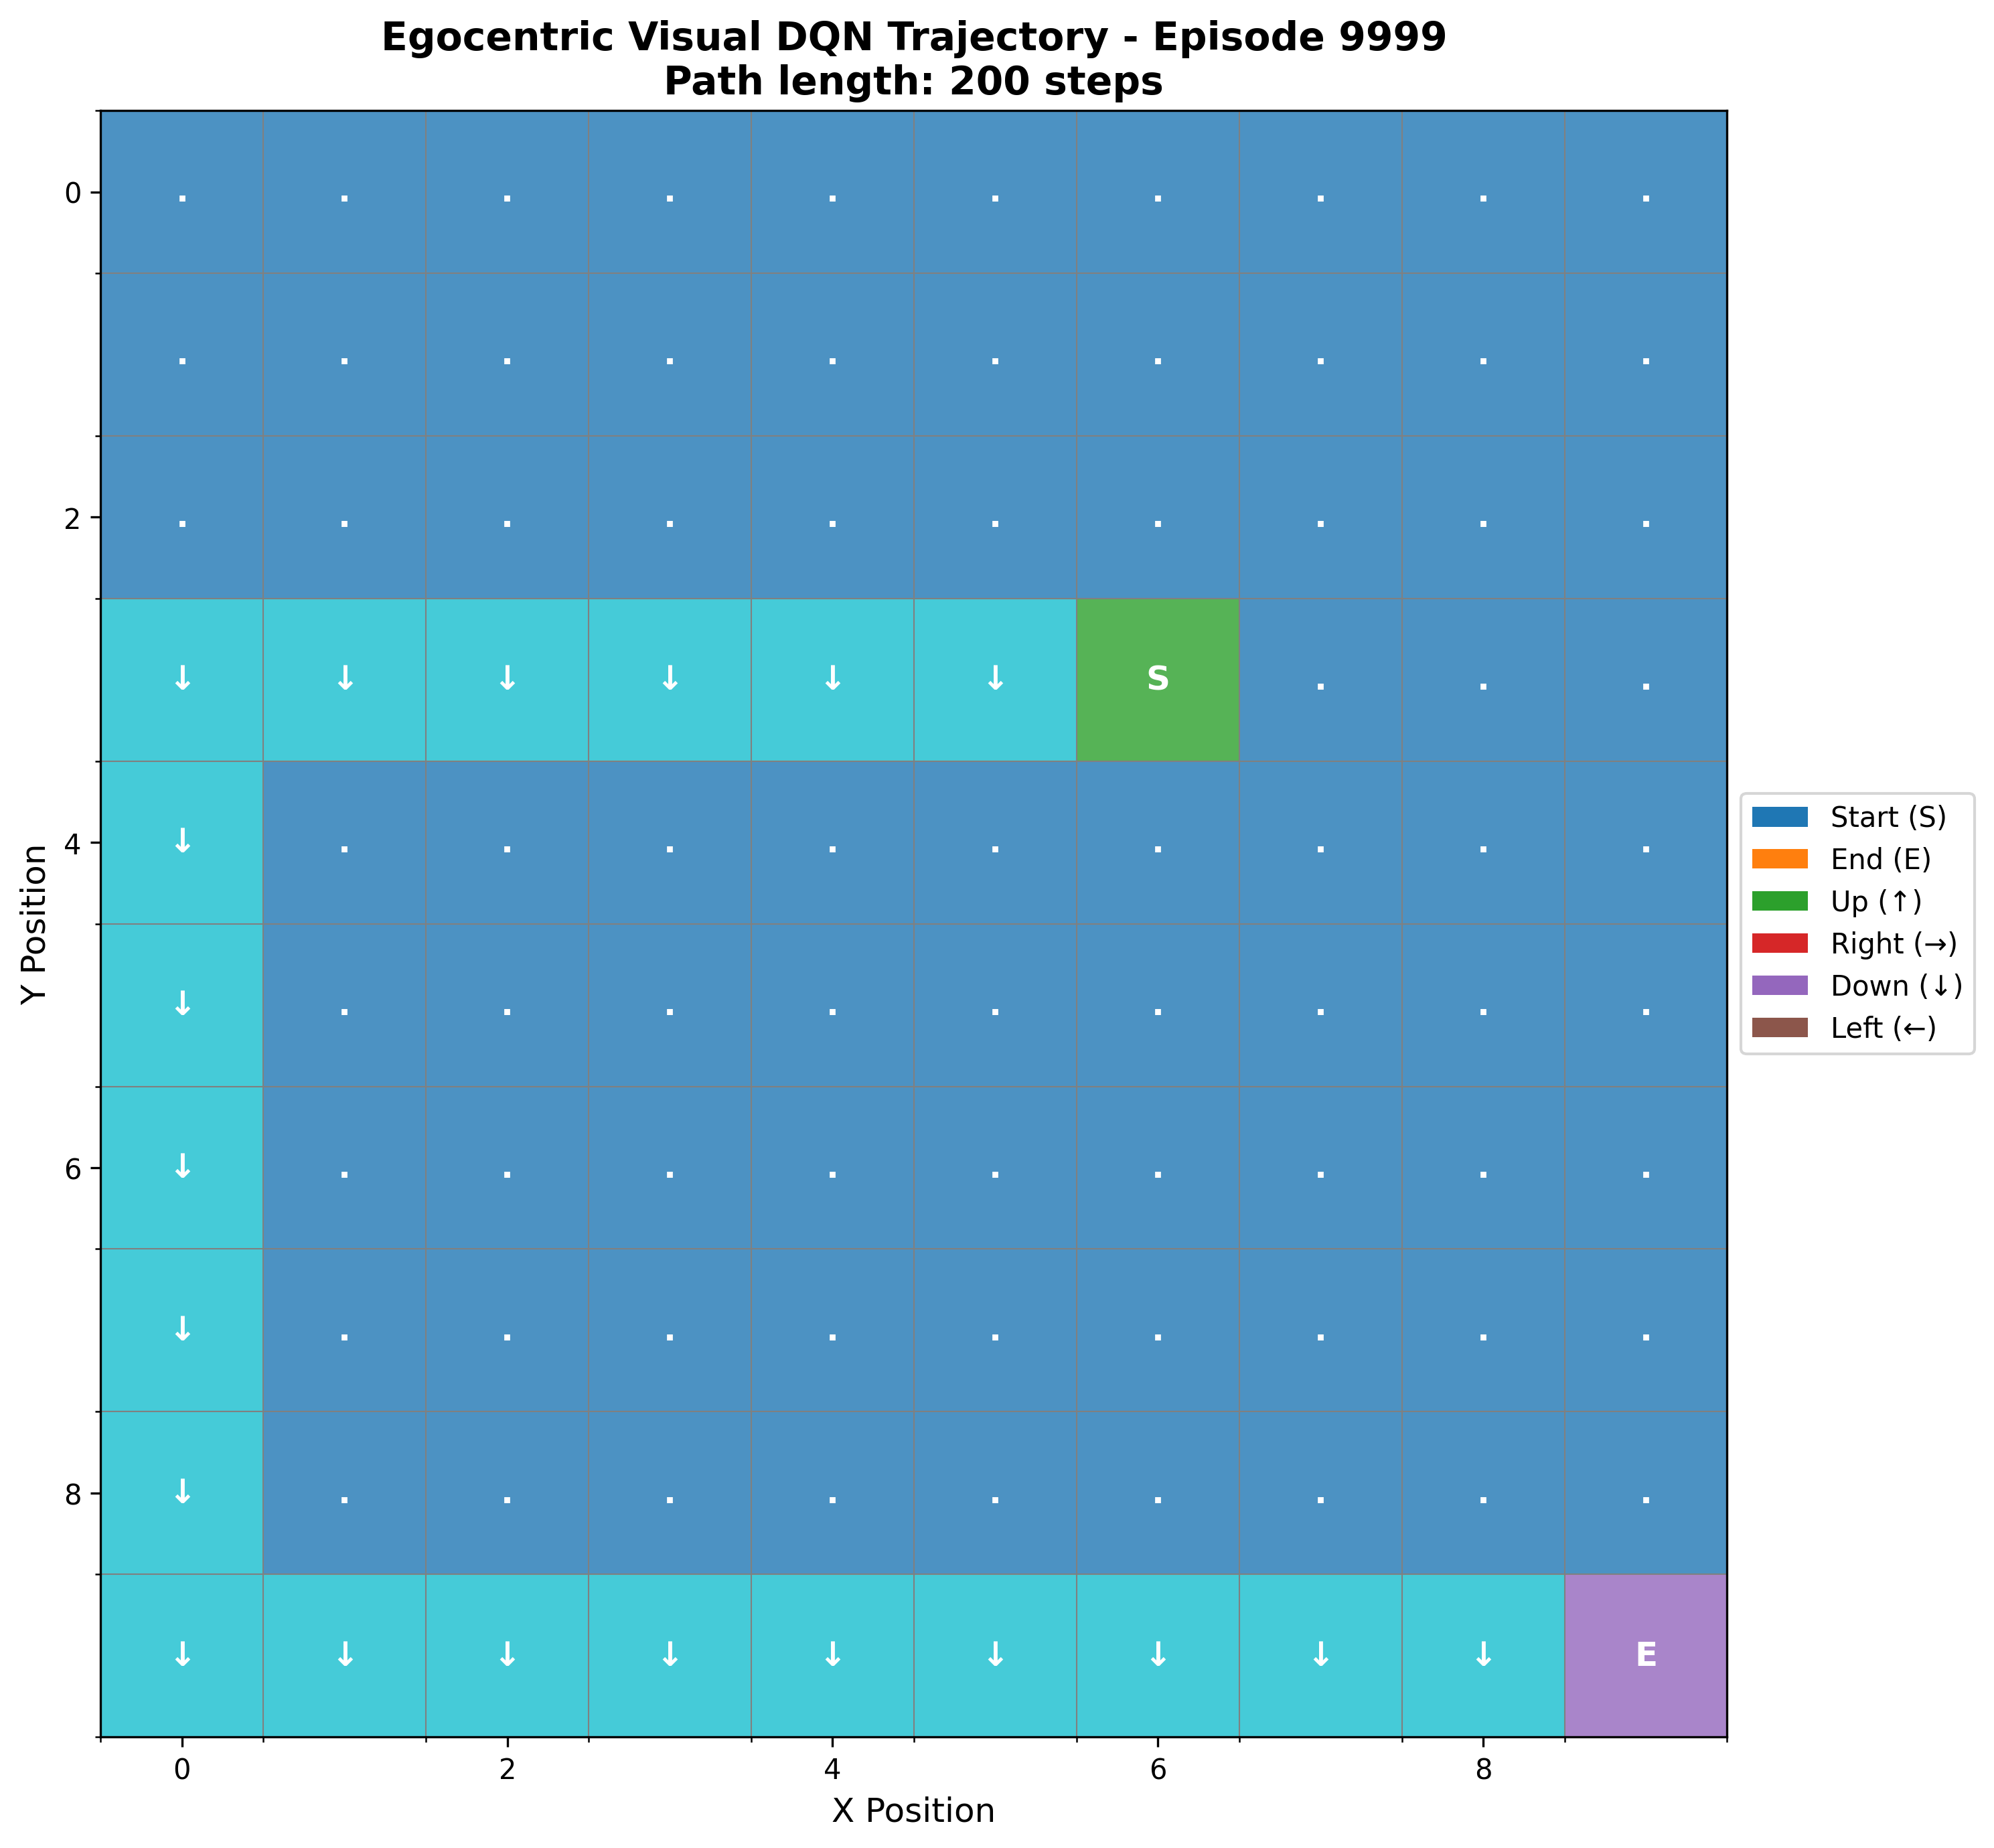 Egocentric Visual DQN Trajectory - Episode 9999
Path length: 200 steps
0 . . . . . . . . . .
. . . . . . . . . .
2 . . . . . . . . . .
↓ ↓ ↓ ↓ ↓ ↓ S . . .
4 ↓ . . . . . . . . .
↓ . . . . . . . . .
6 ↓ . . . . . . . . .
↓ . . . . . . . . .
8 ↓ . . . . . . . . .
↓ ↓ ↓ ↓ ↓ ↓ ↓ ↓ ↓ E
0 2 4 6 8
X Position
Y Position
Start (S)
End (E)
Up (↑)
Right (→)
Down (↓)
Left (←)